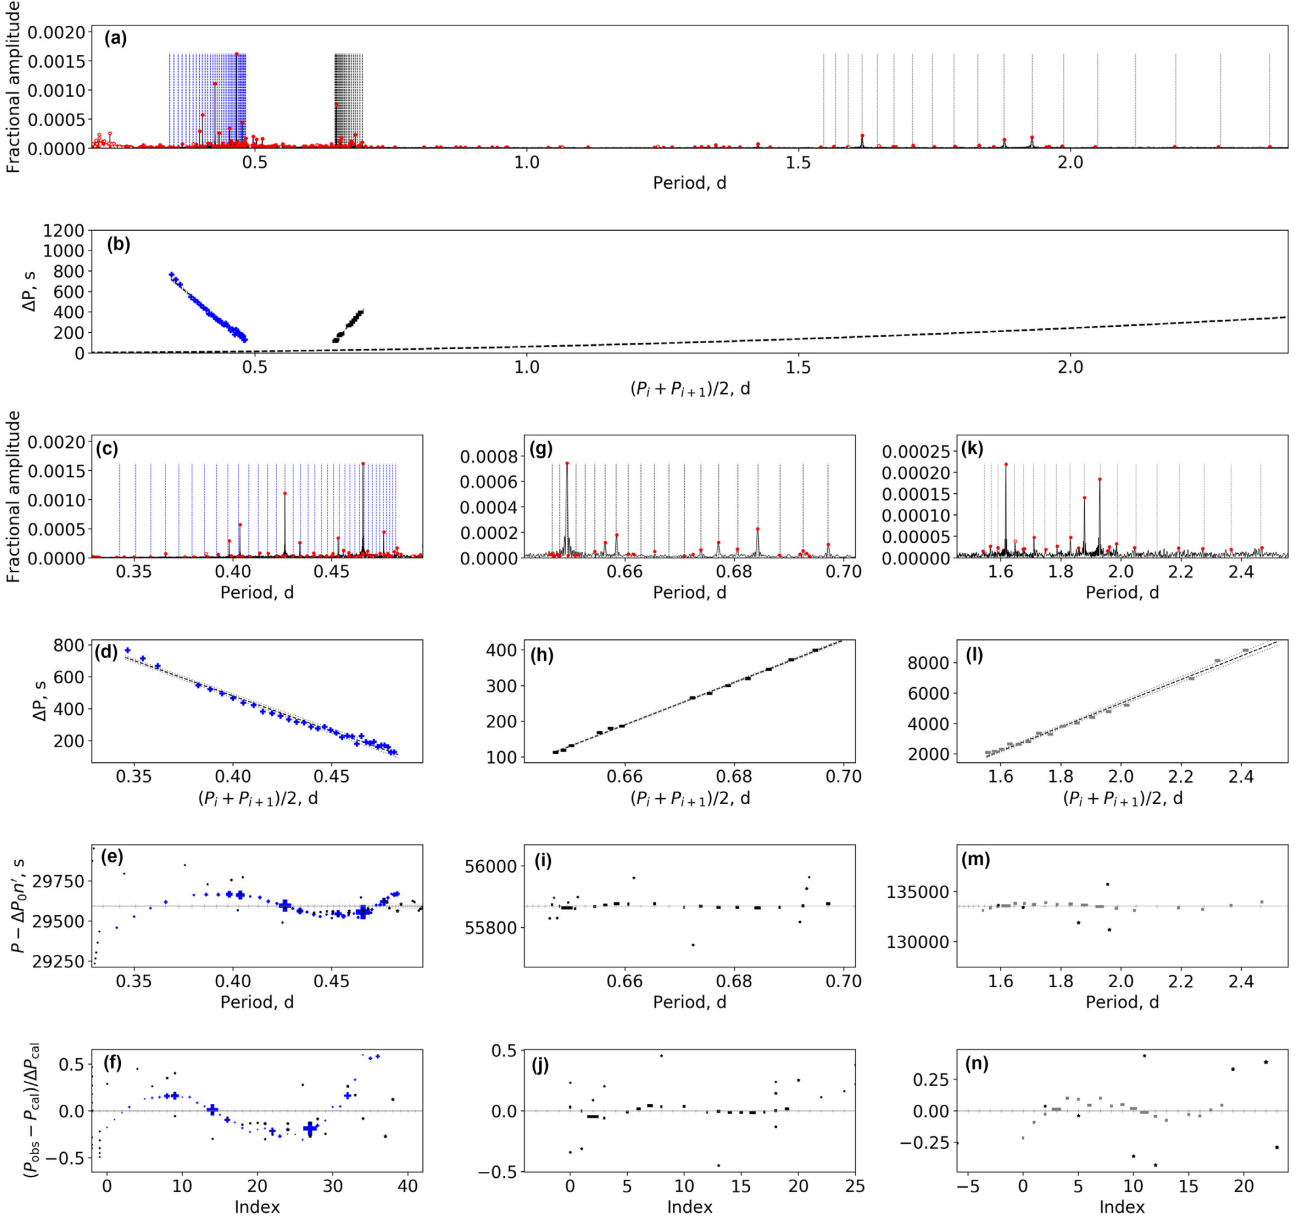 (a)
Fractional amplitude
0.0020
0.0015
0.0010
0.0005
0.0000
0.5 1.0 1.5 2.0
Period, d
(b)
ΔP, s
1200
1000
800
600
400
200
0
0.5 1.0 1.5 2.0
(P_i + P_{i+1})/2, d
(c)
Fractional amplitude
0.0020
0.0015
0.0010
0.0005
0.0000
0.35 0.40 0.45
Period, d
(g)
0.0008
0.0006
0.0004
0.0002
0.0000
0.66 0.68 0.70
Period, d
(k)
0.00025
0.00020
0.00015
0.00010
0.00005
0.00000
1.6 1.8 2.0 2.2 2.4
Period, d
(d)
ΔP, s
800
600
400
200
0.35 0.40 0.45
(P_i + P_{i+1})/2, d
(h)
400
300
200
100
0.66 0.68 0.70
(P_i + P_{i+1})/2, d
(l)
8000
6000
4000
2000
1.6 1.8 2.0 2.2 2.4
(P_i + P_{i+1})/2, d
(e)
P − ΔP_0n′, s
29750
29500
29250
0.35 0.40 0.45
Period, d
(i)
56000
55800
0.66 0.68 0.70
Period, d
(m)
135000
130000
1.6 1.8 2.0 2.2 2.4
Period, d
(f)
(P_obs − P_cal)/ΔP_cal
0.5
0.0
−0.5
0 10 20 30 40
Index
(j)
0.5
0.0
−0.5
0 5 10 15 20 25
Index
(n)
0.25
0.00
−0.25
−5 0 5 10 15 20
Index